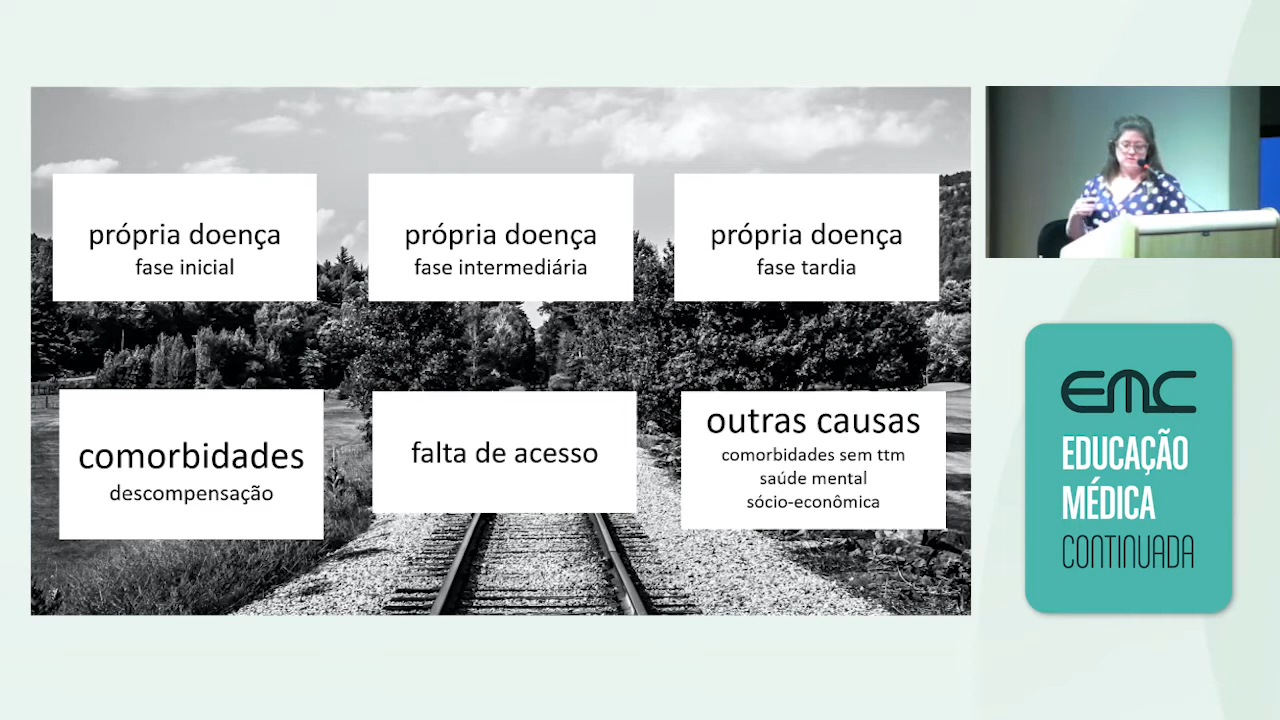 própria doença
fase inicial
própria doença
fase intermediária
própria doença
fase tardia
comorbidades
descompensação
falta de acesso
outras causas
comorbidades sem ttm
saúde mental
sócio-econômica
EMC
EDUCAÇÃO
MÉDICA
CONTINUADA